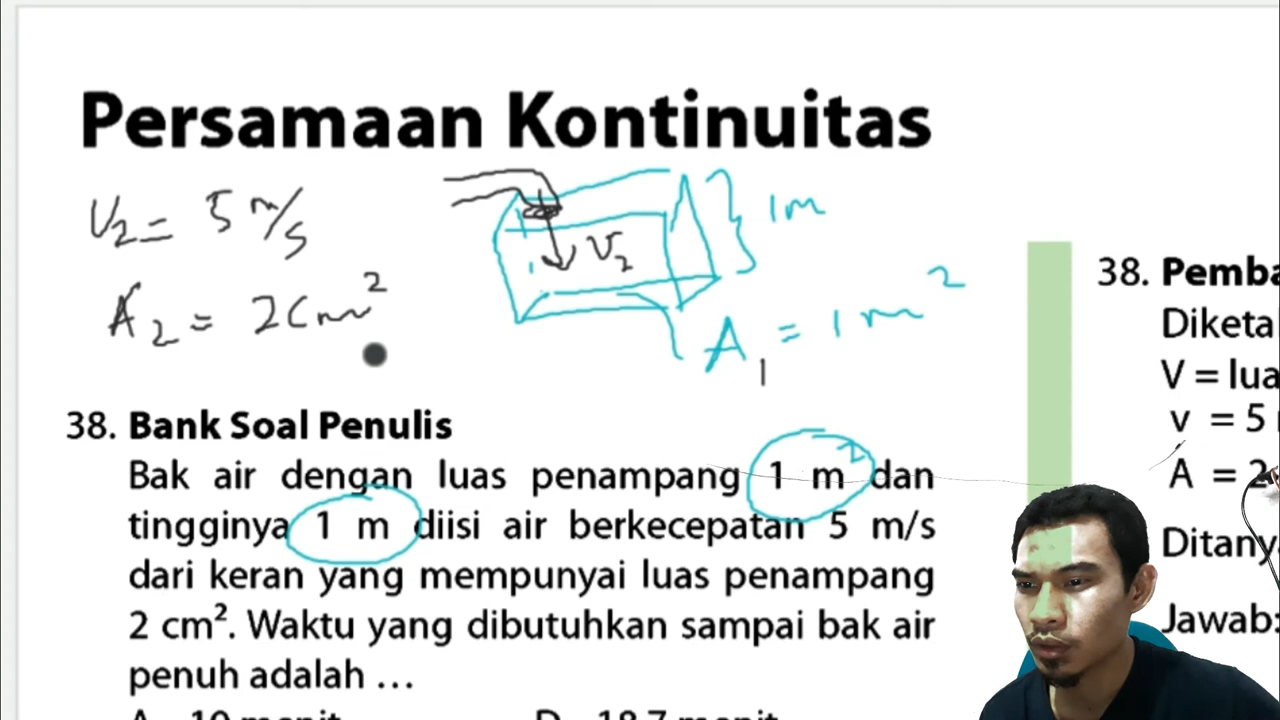 Persamaan Kontinuitas
V₂ = 5 m/s
A₂ = 2 cm²
V₂
1m
A₁ = 1 m²
38. Bank Soal Penulis
Bak air dengan luas penampang 1 m² dan
tingginya 1 m diisi air berkecepatan 5 m/s
dari keran yang mempunyai luas penampang
2 cm². Waktu yang dibutuhkan sampai bak air
penuh adalah …
38. Pemba
Diketa
V = lua
v = 5
A = 2
Ditany
Jawab: